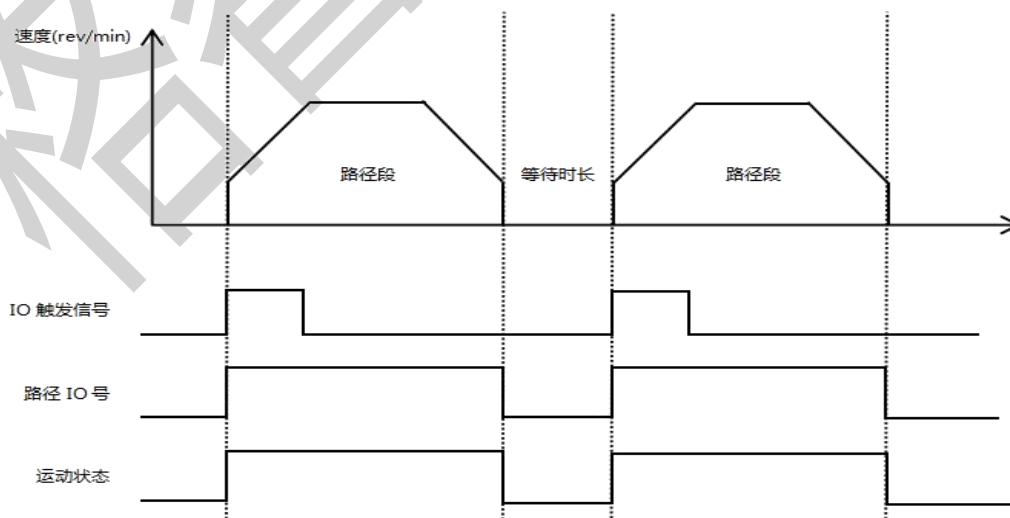 速度(rev/min)
路径段
等待时长
路径段
IO 触发信号
路径 IO 号
运动状态